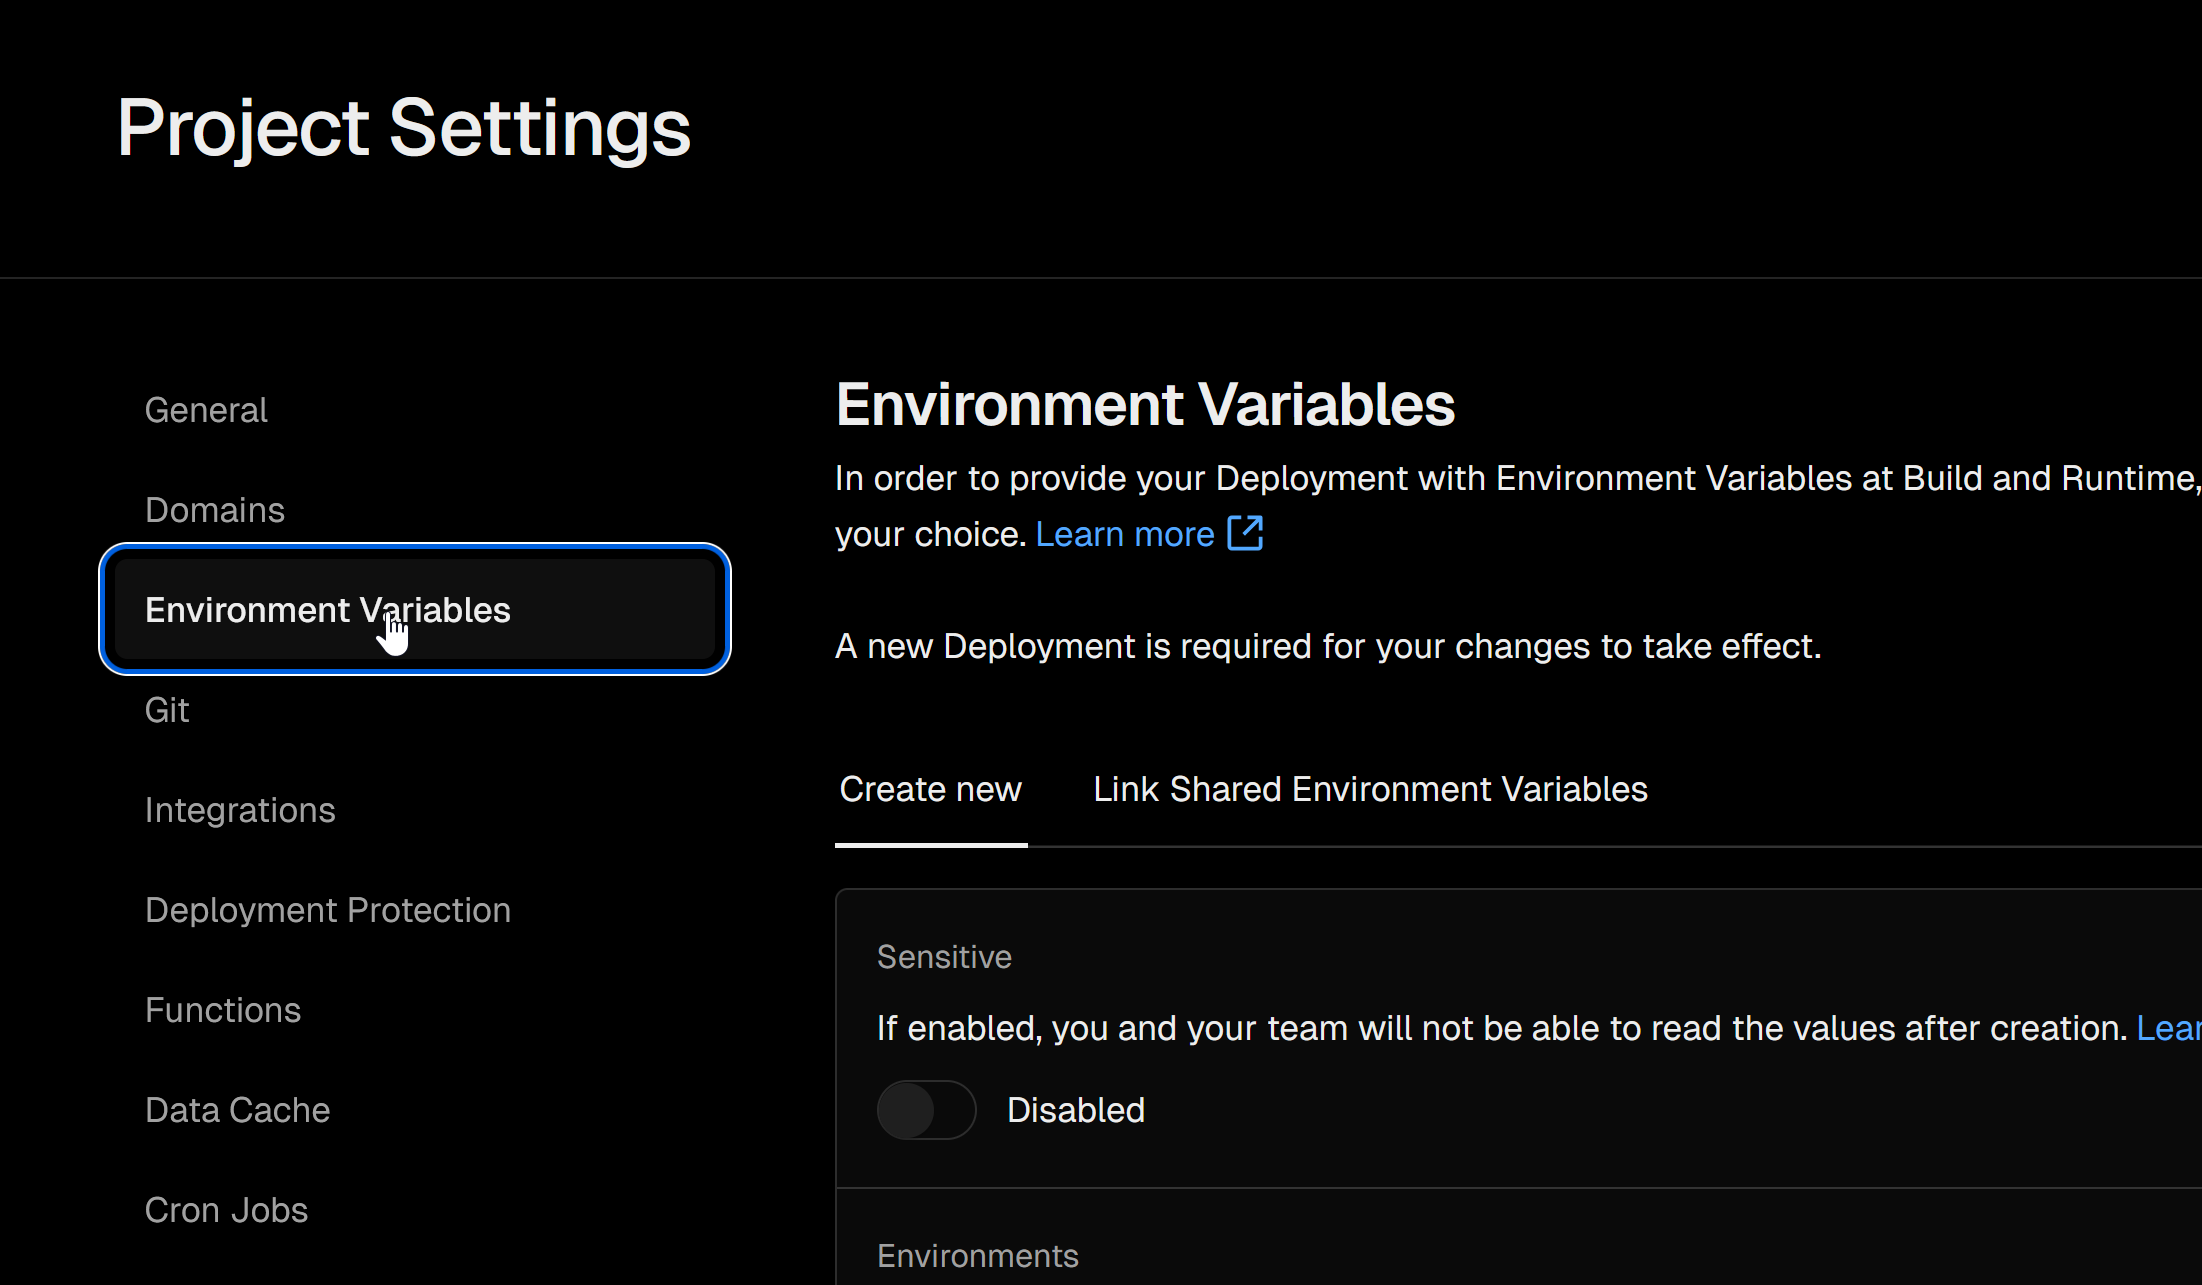 Project Settings
General
Domains
Environment Variables
Git
Integrations
Deployment Protection
Functions
Data Cache
Cron Jobs
Environment Variables
In order to provide your Deployment with Environment Variables at Build and Runtime,
your choice. Learn more
A new Deployment is required for your changes to take effect.
Create new
Link Shared Environment Variables
Sensitive
If enabled, you and your team will not be able to read the values after creation.
Disabled
Environments